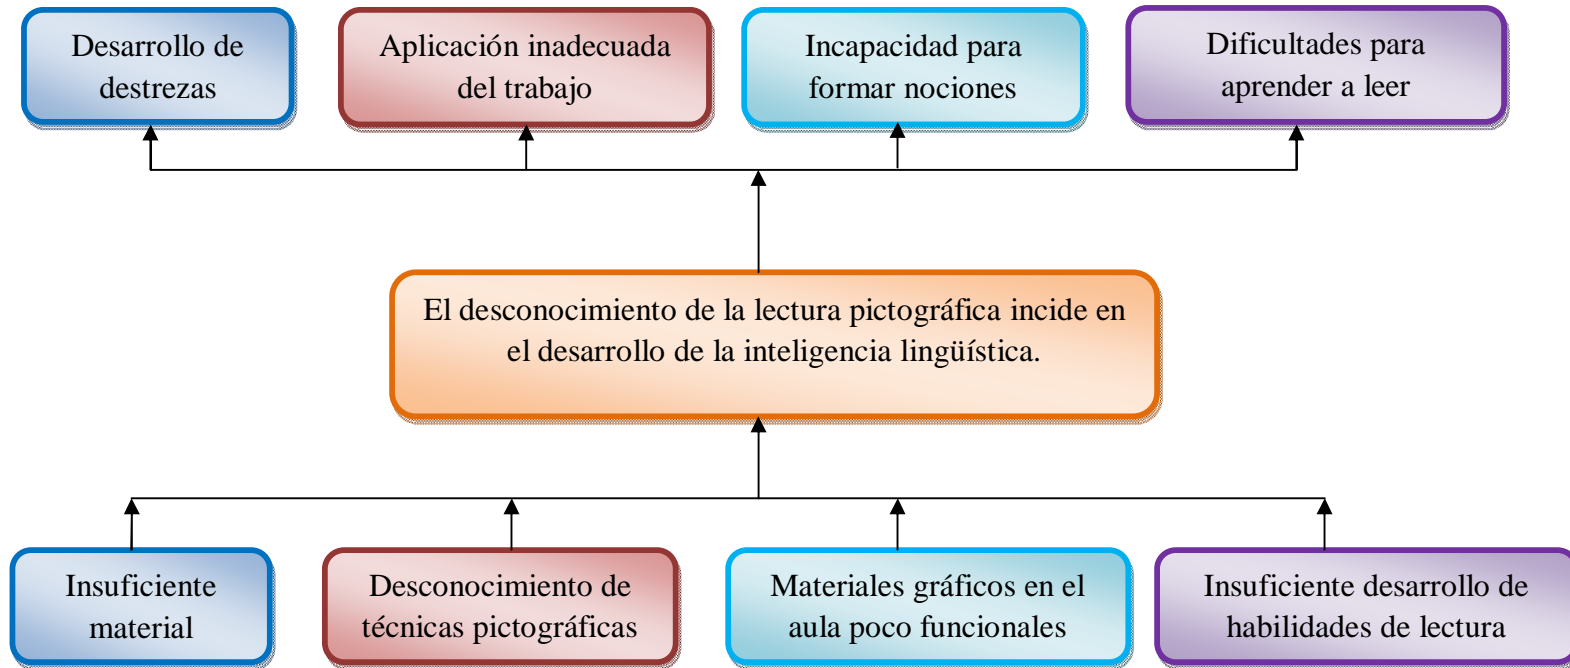 Desarrollo de
destrezas
Aplicación inadecuada
del trabajo
Incapacidad para
formar nociones
Dificultades para
aprender a leer
El desconocimiento de la lectura pictográfica incide en
el desarrollo de la inteligencia lingüística.
Insuficiente
material
Desconocimiento de
técnicas pictográficas
Materiales gráficos en el
aula poco funcionales
Insuficiente desarrollo de
habilidades de lectura